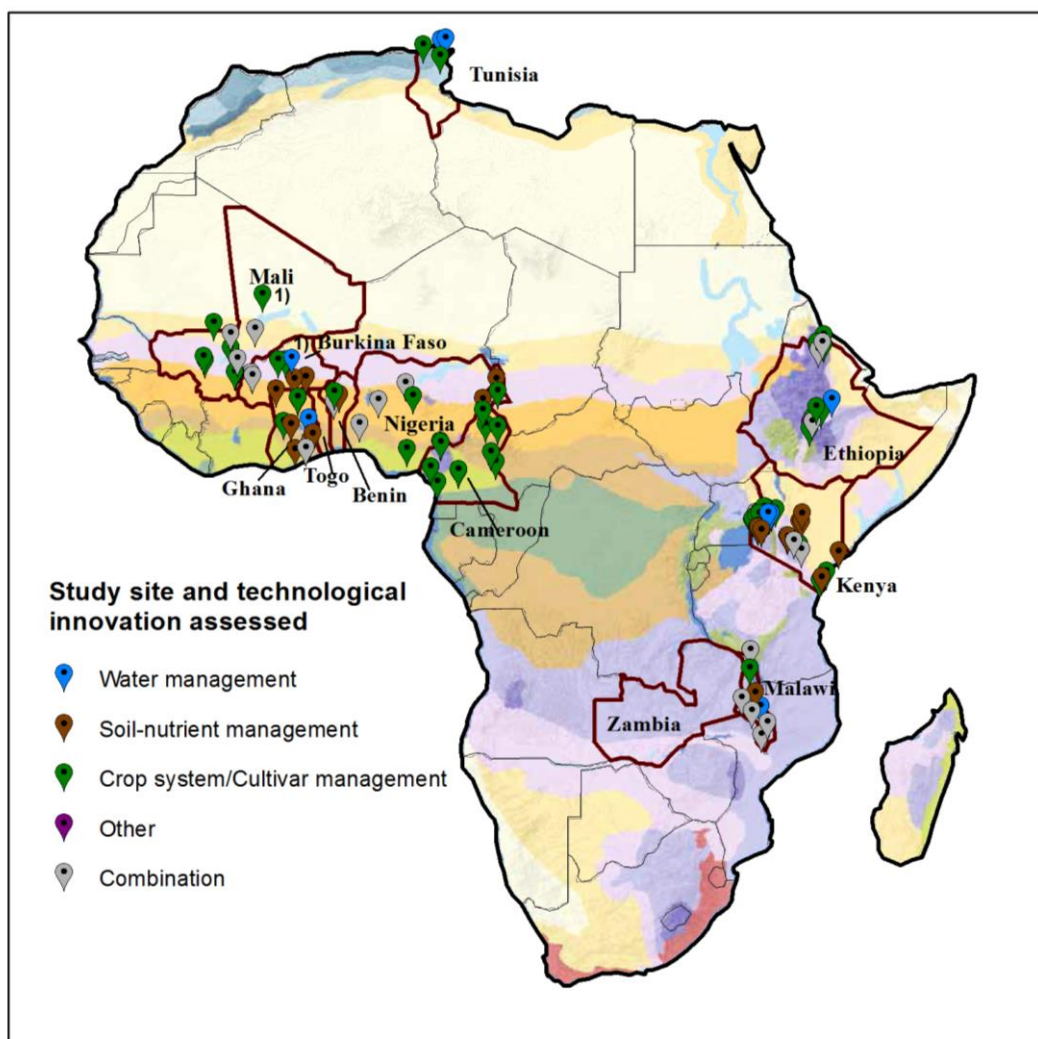 Tunisia
Mali
1)
1) Burkina Faso
Nigeria
Ethiopia
Ghana
Togo
Benin
Cameroon
Kenya
Study site and technological
innovation assessed
Water management
Soil-nutrient management
Crop system/Cultivar management
Other
Combination
Malawi
Zambia